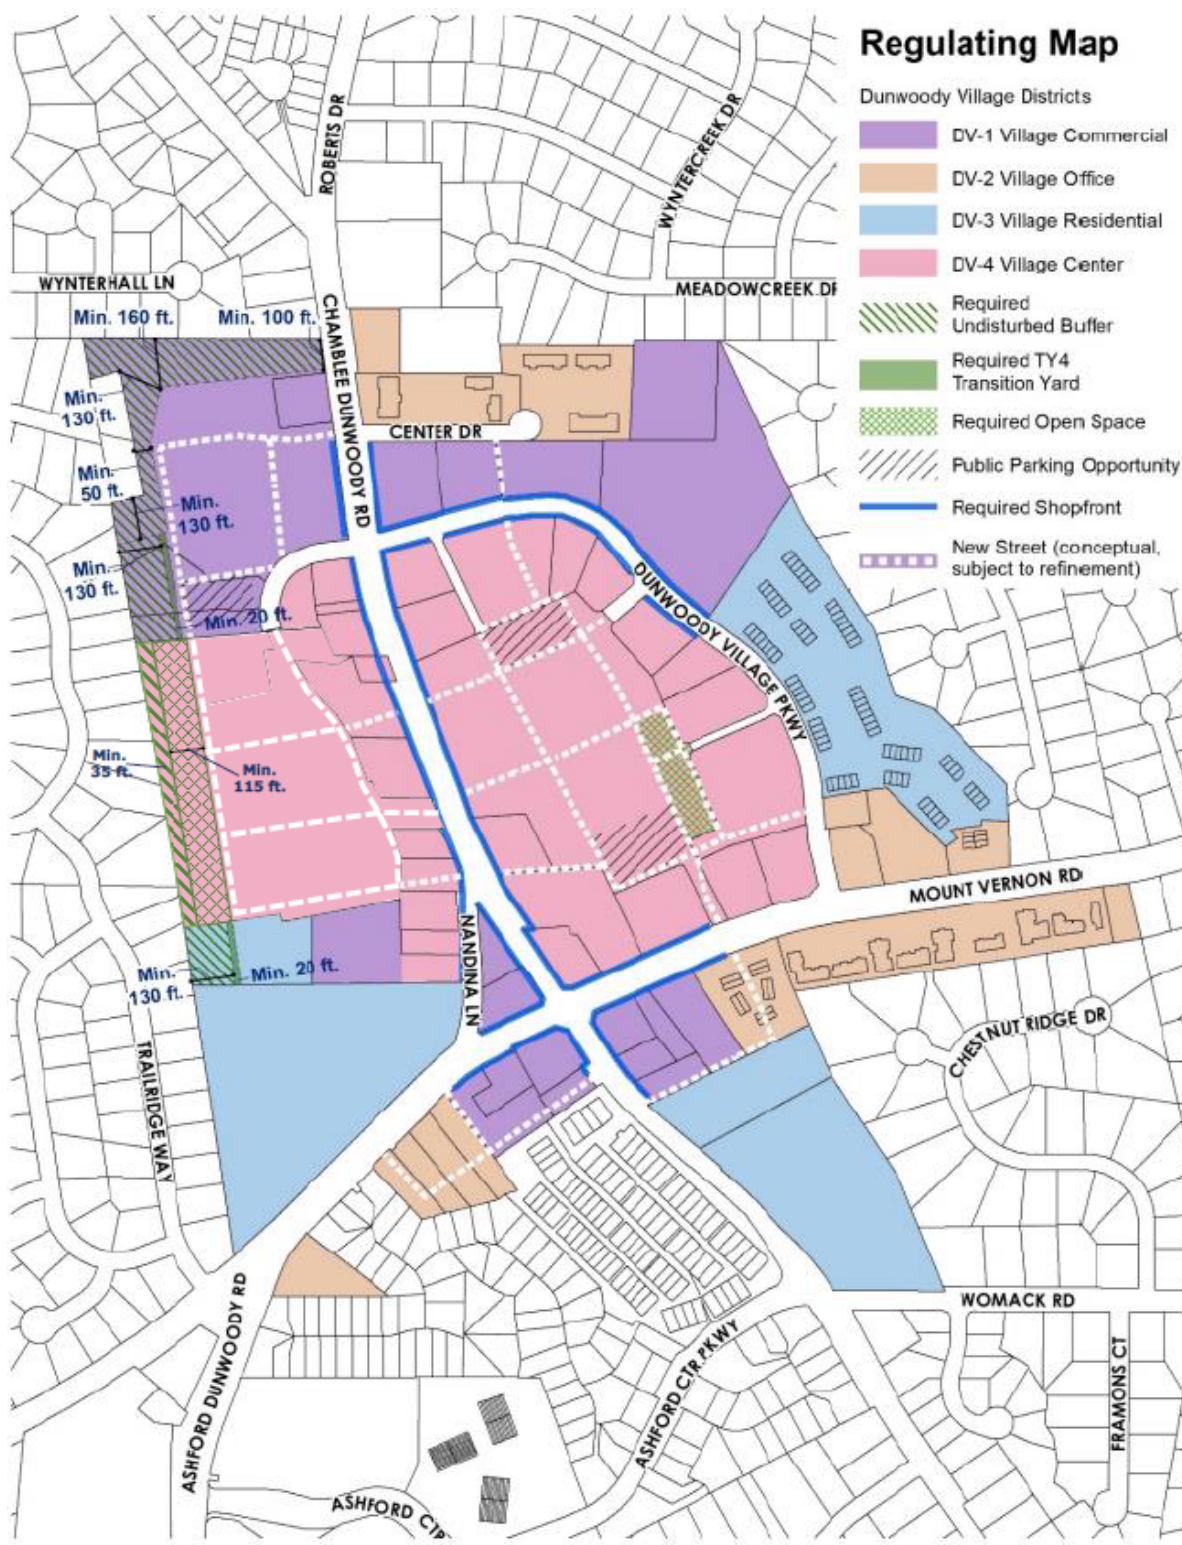 Regulating Map
Dunwoody Village Districts
DV-1 Village Commercial
DV-2 Village Office
DV-3 Village Residential
DV-4 Village Center
Required
Undisturbed Buffer
Required TY4
Transition Yard
Required Open Space
Public Parking Opportunity
Required Shopfront
New Street (conceptual,
subject to refinement)
ROBERTS DR
WYNTERCREEK DR
WYNTERHALL LN
MEADOWCREEK DR
Min. 160 ft.
Min. 100 ft.
CHAMBLEE DUNWOODY RD
Min.
130 ft.
CENTER DR
Min.
50 ft.
Min.
130 ft.
Min.
130 ft.
Min. 20 ft.
DUNWOODY VILLAGE PKWY
Min.
35 ft.
Min.
115 ft.
MOUNT VERNON RD
NANDINA LN
Min.
130 ft.
Min. 20 ft.
CHESTNUT RIDGE DR
TRAILRIDGE WAY
ASHFORD DUNWOODY RD
WOMACK RD
ASHFORD CTR PKWY
FRAMONS CT
ASHFORD CTR